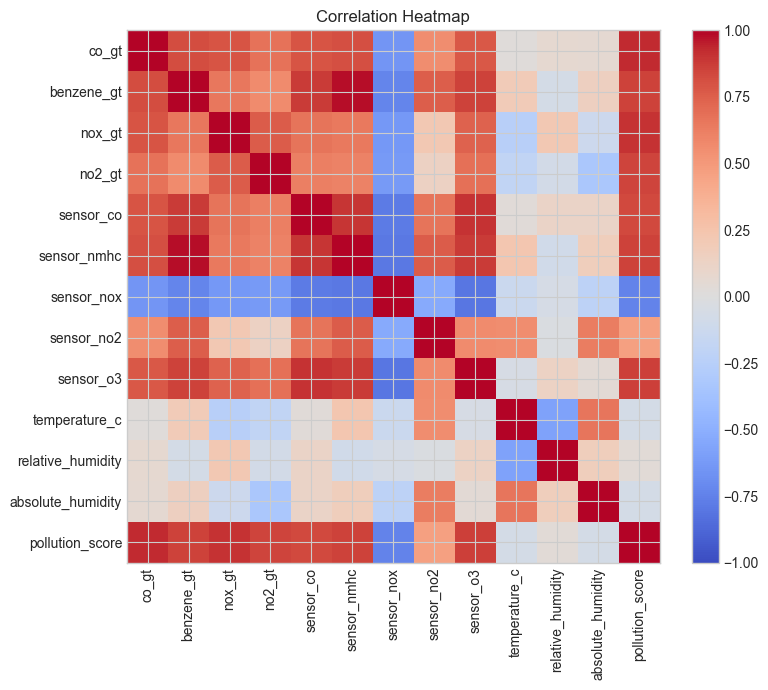 Correlation Heatmap
co_gt
benzene_gt
nox_gt
no2_gt
sensor_co
sensor_nmhc
sensor_nox
sensor_no2
sensor_o3
temperature_c
relative_humidity
absolute_humidity
pollution_score
co_gt
benzene_gt
nox_gt
no2_gt
sensor_co
sensor_nmhc
sensor_nox
sensor_no2
sensor_o3
temperature_c
relative_humidity
absolute_humidity
pollution_score
1.00
0.75
0.50
0.25
0.00
−0.25
−0.50
−0.75
−1.00